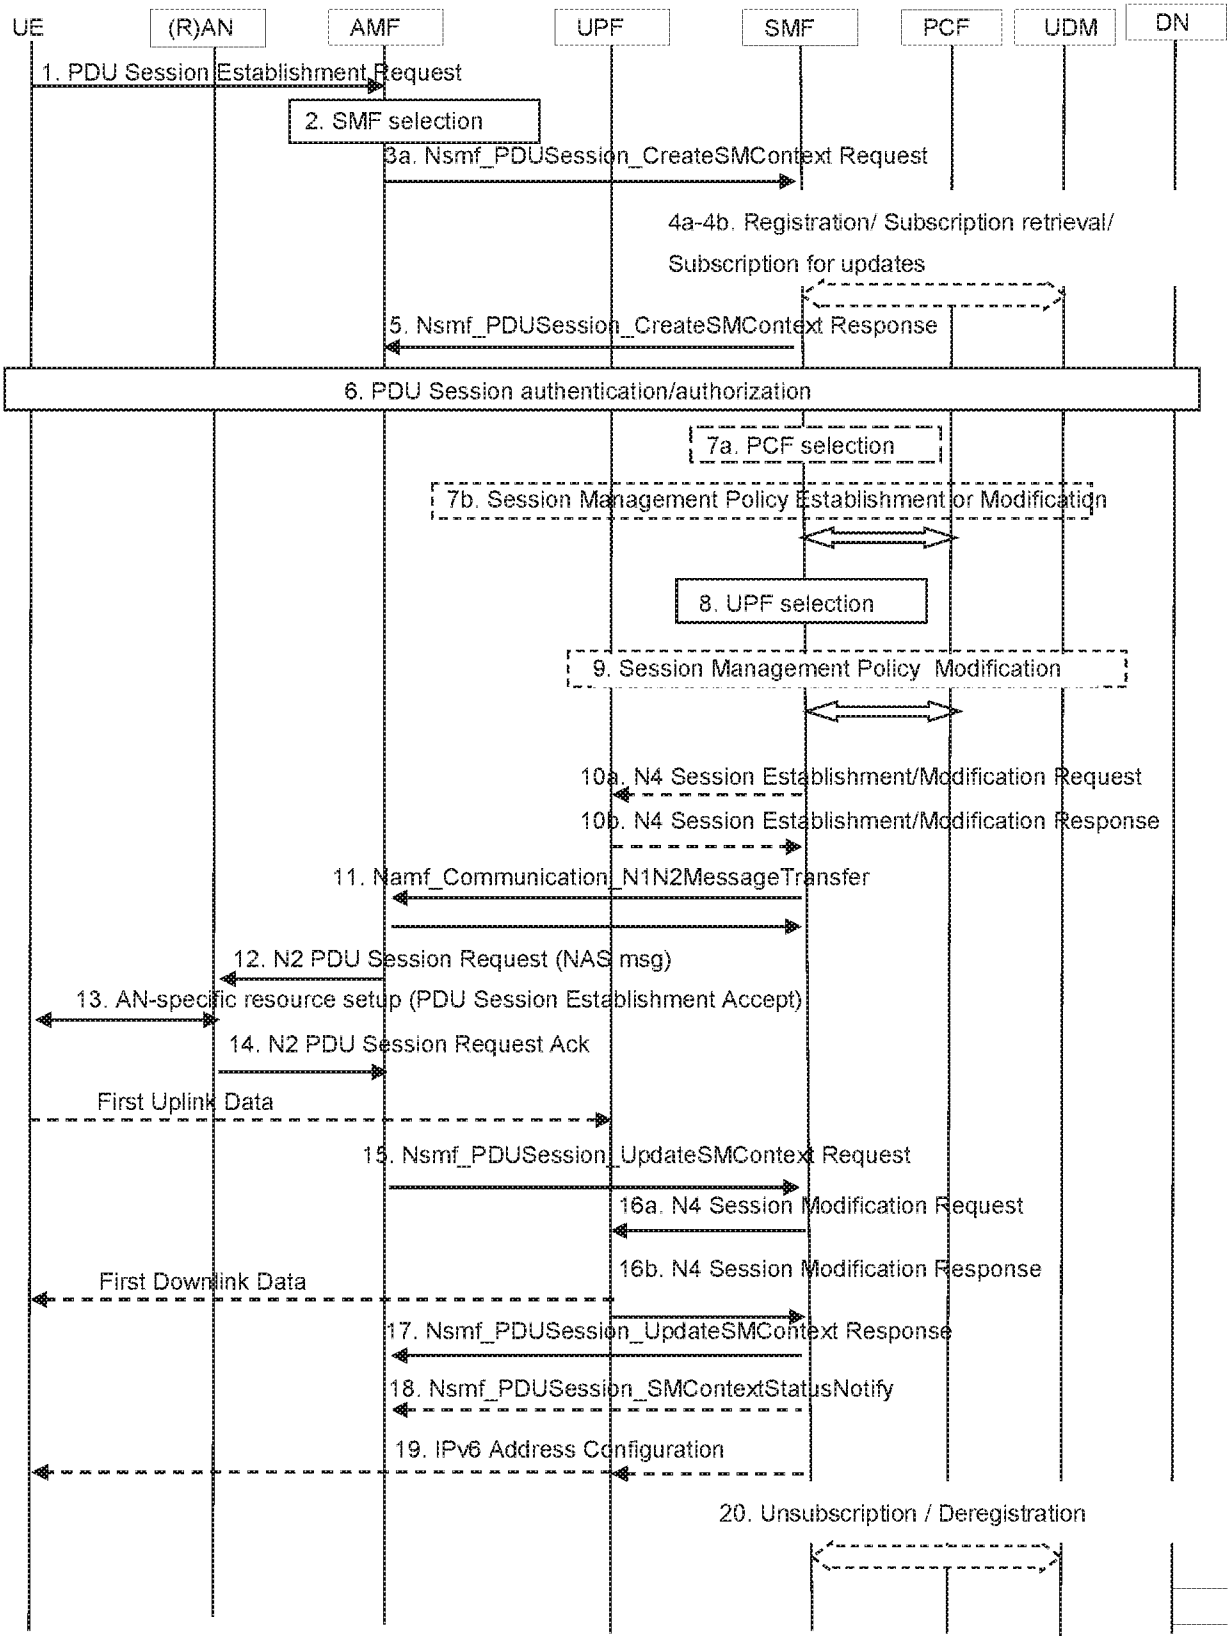 UE (R)AN AMF UPF SMF PCF UDM DN
1. PDU Session Establishment Request
2. SMF selection
3a. Nsmf_PDUSession_CreateSMContext Request
4a-4b. Registration/ Subscription retrieval/
Subscription for updates
5. Nsmf_PDUSession_CreateSMContext Response
6. PDU Session authentication/authorization
7a. PCF selection
7b. Session Management Policy Establishment or Modification
8. UPF selection
9. Session Management Policy Modification
10a. N4 Session Establishment/Modification Request
10b. N4 Session Establishment/Modification Response
11. Namf_Communication_N1N2MessageTransfer
12. N2 PDU Session Request (NAS msg)
13. AN-specific resource setup (PDU Session Establishment Accept)
14. N2 PDU Session Request Ack
First Uplink Data
15. Nsmf_PDUSession_UpdateSMContext Request
16a. N4 Session Modification Request
16b. N4 Session Modification Response
First Downlink Data
17. Nsmf_PDUSession_UpdateSMContext Response
18. Nsmf_PDUSession_SMContextStatusNotify
19. IPv6 Address Configuration
20. Unsubscription / Deregistration